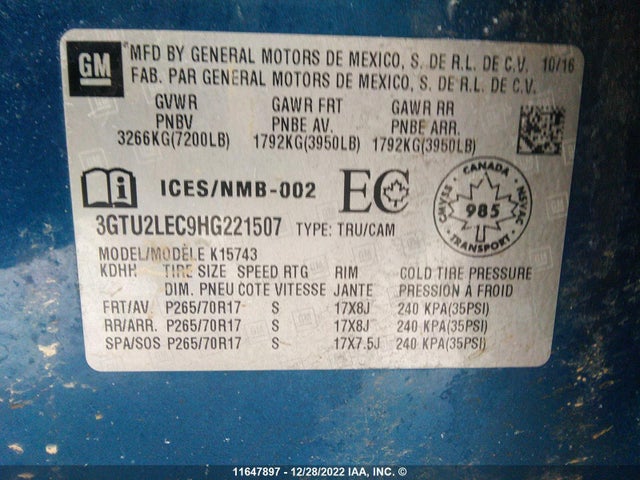 GM
MFD BY GENERAL MOTORS DE MEXICO, S. DE R.L. DE C.V. 10/16
FAB. PAR GENERAL MOTORS DE MEXICO, S. DE R.L. DE C.V.
GVWR GAWR FRT GAWR RR
PNBV PNBE AV. PNBE ARR.
3266KG(7200LB) 1792KG(3950LB) 1792KG(3950LB)
ICES/NMB-002 EC
CANADA
CMVSS NSVAC
985
TRANSPORT
3GTU2LEC9HG221507 TYPE: TRU/CAM
MODEL/MODÈLE K15743
KDHH TIRE SIZE SPEED RTG RIM COLD TIRE PRESSURE
DIM. PNEU COTE VITESSE JANTE PRESSION À FROID
FRT/AV P265/70R17 S 17X8J 240 KPA(35PSI)
RR/ARR. P265/70R17 S 17X8J 240 KPA(35PSI)
SPA/SOS P265/70R17 S 17X7.5J 240 KPA(35PSI)
11647897 - 12/28/2022 IAA, INC. ©